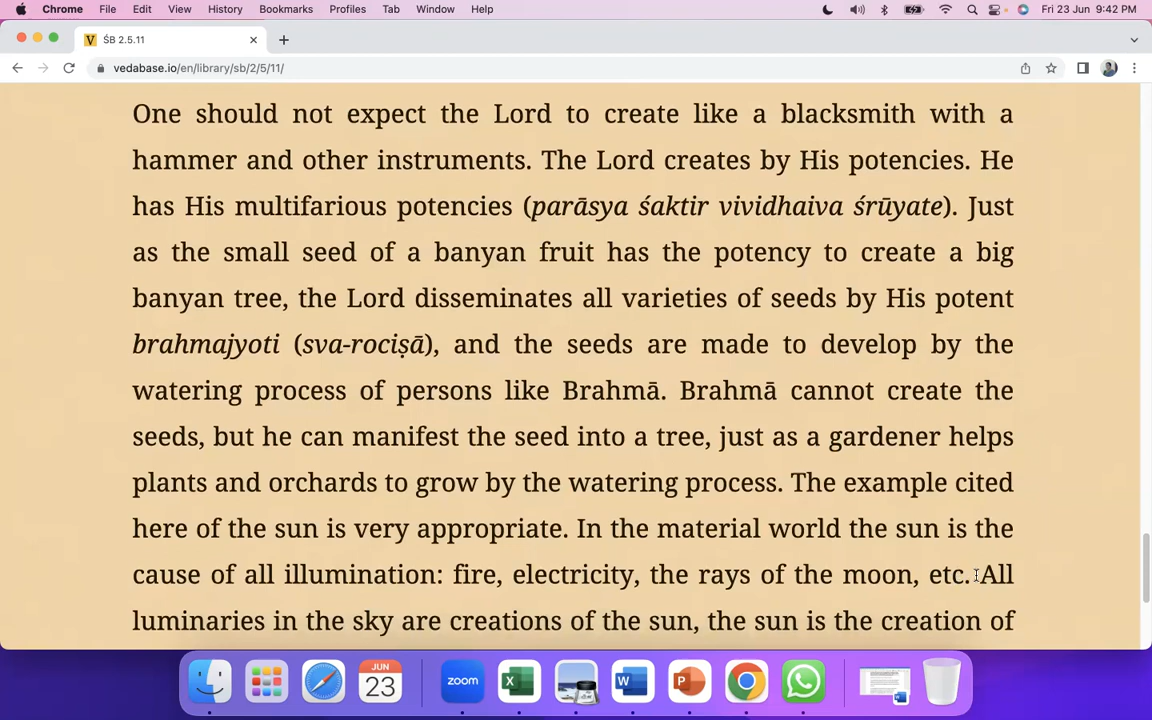 Chrome File Edit View History Bookmarks Profiles Tab Window Help Fri 23 Jun 9:42 PM
ŚB 2.5.11
vedabase.io/en/library/sb/2/5/11/
One should not expect the Lord to create like a blacksmith with a
hammer and other instruments. The Lord creates by His potencies. He
has His multifarious potencies (parāsya śaktir vividhaiva śrūyate). Just
as the small seed of a banyan fruit has the potency to create a big
banyan tree, the Lord disseminates all varieties of seeds by His potent
brahmajyoti (sva-rociṣā), and the seeds are made to develop by the
watering process of persons like Brahmā. Brahmā cannot create the
seeds, but he can manifest the seed into a tree, just as a gardener helps
plants and orchards to grow by the watering process. The example cited
here of the sun is very appropriate. In the material world the sun is the
cause of all illumination: fire, electricity, the rays of the moon, etc. All
luminaries in the sky are creations of the sun, the sun is the creation of
JUN
23
zoom
X
W
P